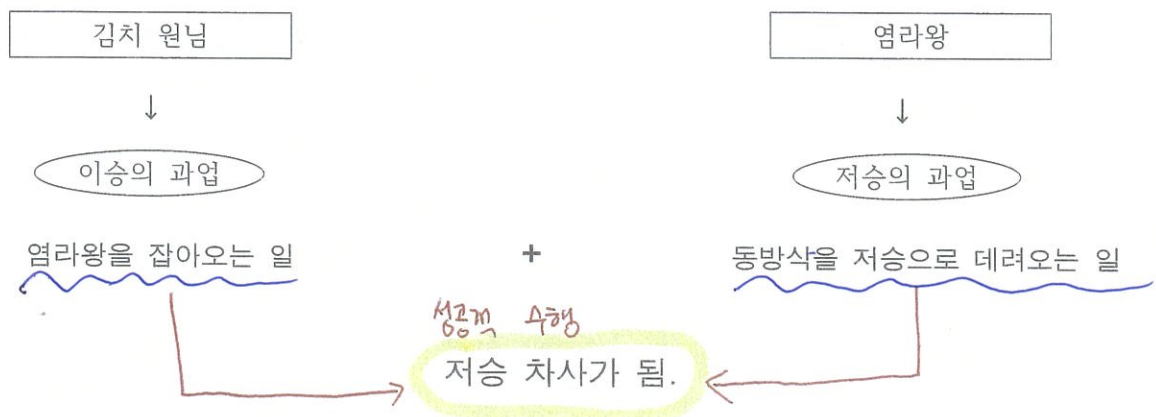 김치 원님 염라왕
↓ ↓
이승의 과업 저승의 과업
염라왕을 잡아오는 일 + 동방삭을 저승으로 데려오는 일
성공적 수행
저승 차사가 됨.